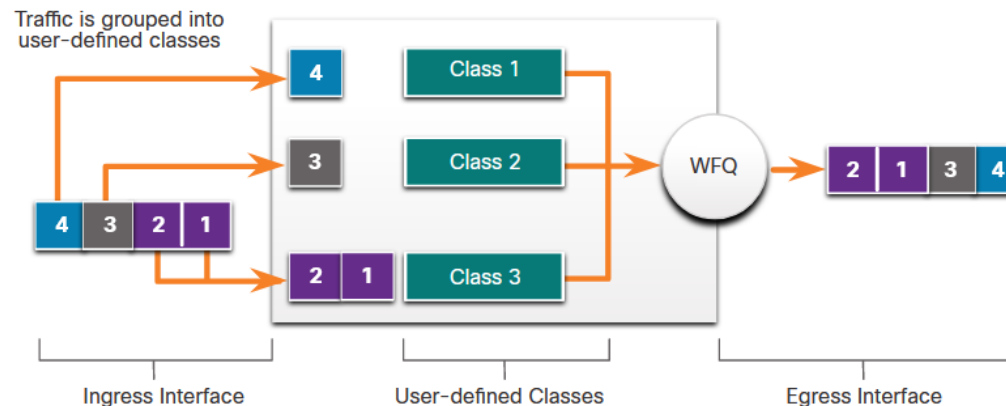 Traffic is grouped into
user-defined classes
4
Class 1
3
Class 2
WFQ
2 1 3 4
4 3 2 1
2 1
Class 3
Ingress Interface
User-defined Classes
Egress Interface